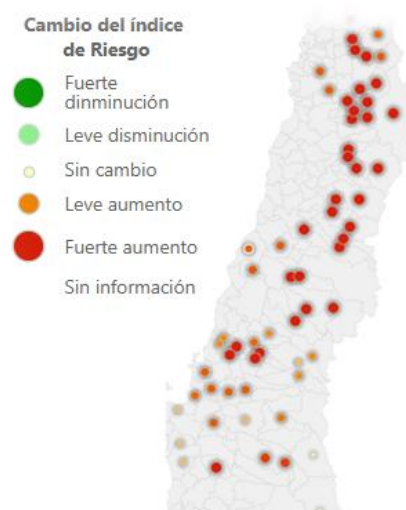 Cambio del índice
de Riesgo
Fuerte
dinminución
Leve disminución
Sin cambio
Leve aumento
Fuerte aumento
Sin información